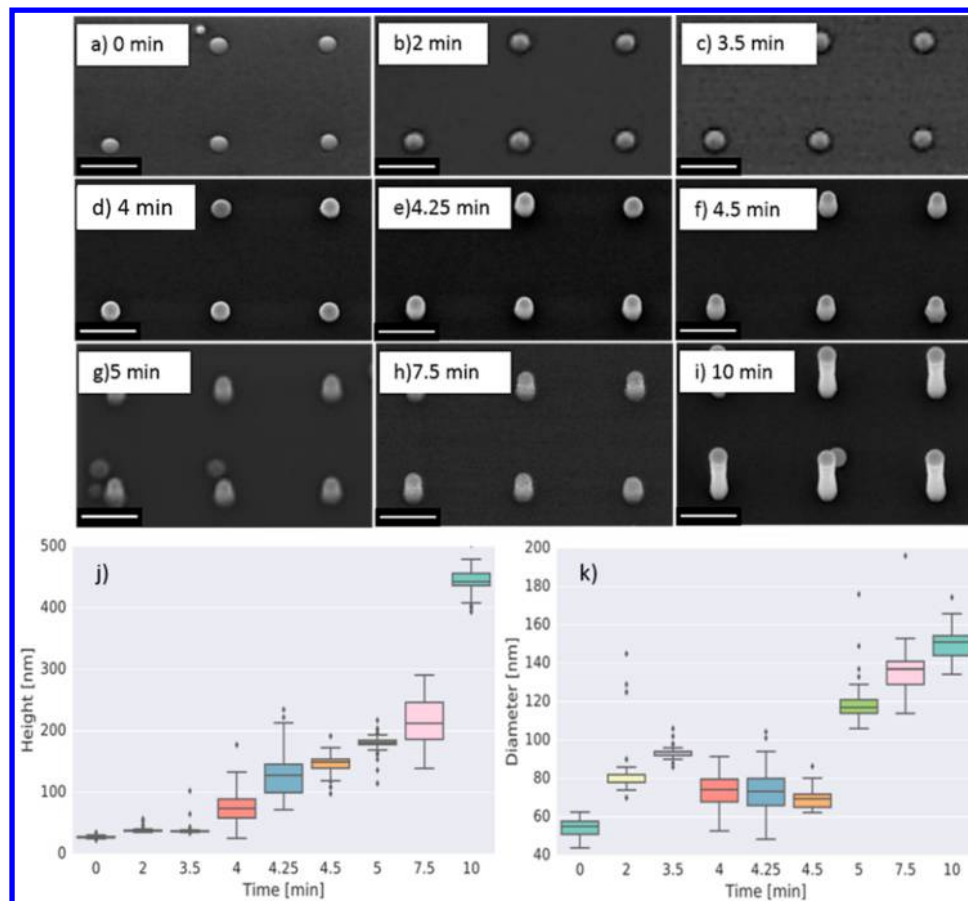 a) 0 min
b) 2 min
c) 3.5 min
d) 4 min
e)4.25 min
f) 4.5 min
g)5 min
h)7.5 min
i) 10 min
j)
500
400
300
200
100
0
Height [nm]
0 2 3.5 4 4.25 4.5 5 7.5 10
Time [min]
k)
200
180
160
140
120
100
80
60
40
Diameter [nm]
0 2 3.5 4 4.25 4.5 5 7.5 10
Time [min]